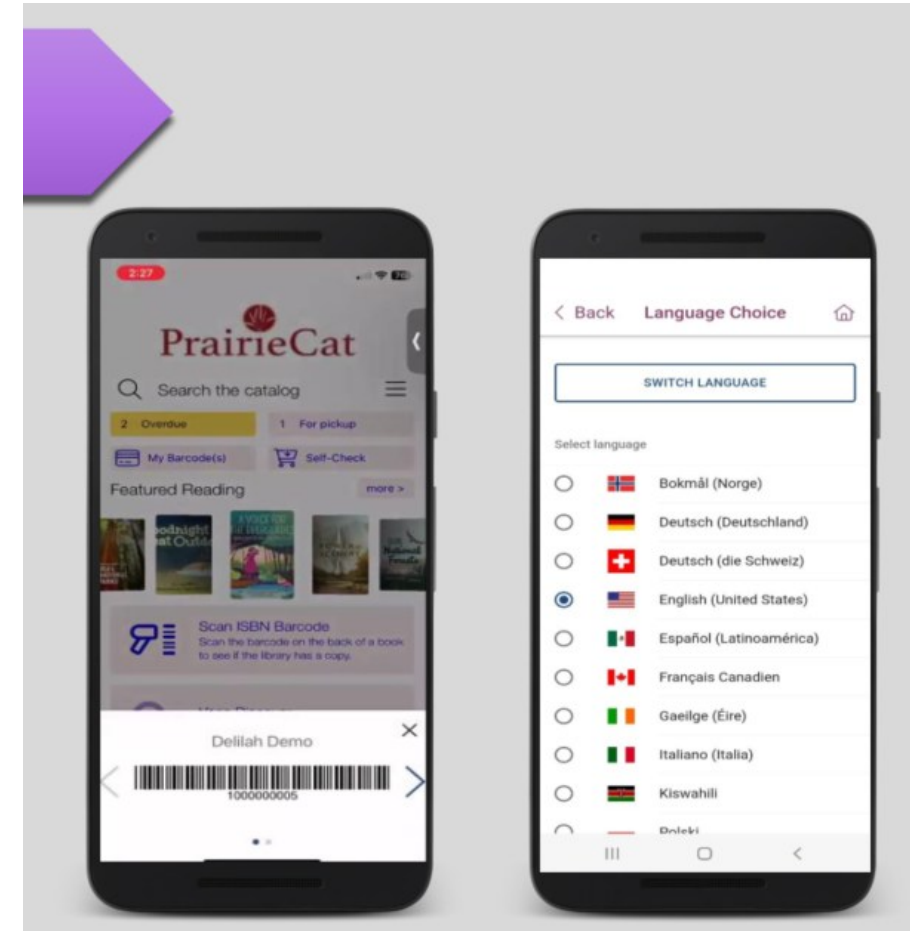 2:27
PrairieCat
Search the catalog
2 Overdue
1 For pickup
My Barcode(s)
Self-Check
Featured Reading
more >
Scan ISBN Barcode
Scan the barcode on the back of a book
to see if the library has a copy.
Delilah Demo
1000000005
< Back Language Choice
SWITCH LANGUAGE
Select language
Bokmål (Norge)
Deutsch (Deutschland)
Deutsch (die Schweiz)
English (United States)
Español (Latinoamérica)
Français Canadien
Gaeilge (Éire)
Italiano (Italia)
Kiswahili
Polski